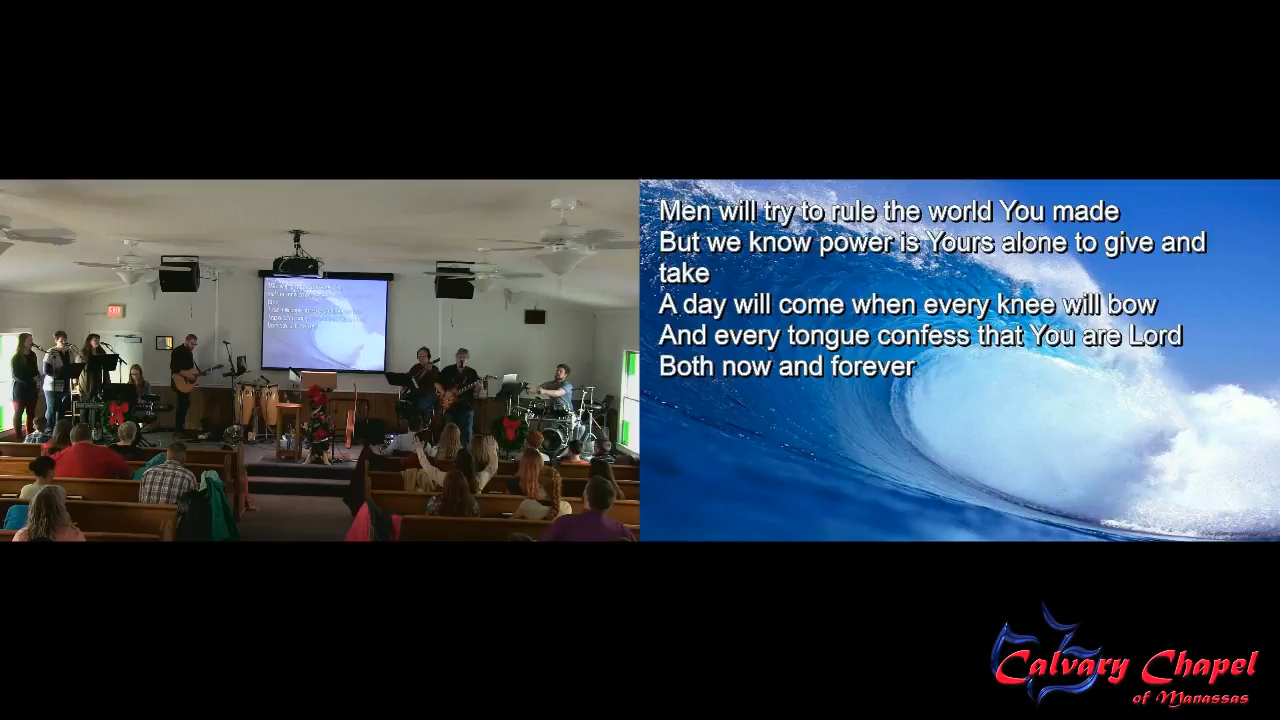 Men will try to rule the world You made
But we know power is Yours alone to give and
take
A day will come when every knee will bow
And every tongue confess that You are Lord
Both now and forever
EXIT
Calvary Chapel
of Manassas